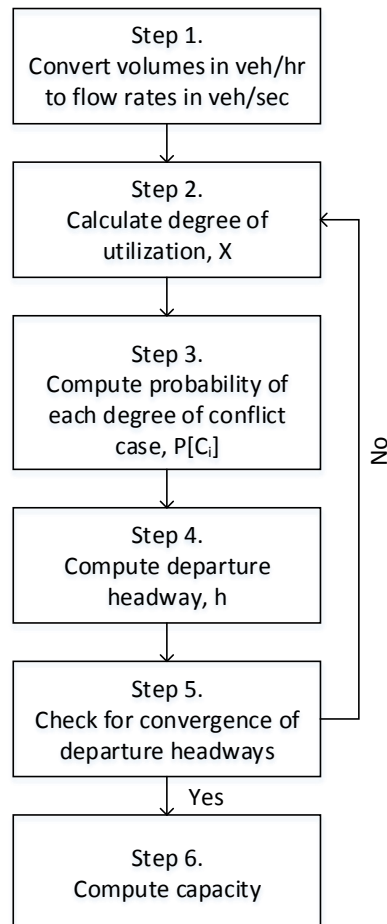 Step 1.
Convert volumes in veh/hr
to flow rates in veh/sec
Step 2.
Calculate degree of
utilization, X
Step 3.
Compute probability of
each degree of conflict
case, P[Cᵢ]
No
Step 4.
Compute departure
headway, h
Step 5.
Check for convergence of
departure headways
Yes
Step 6.
Compute capacity